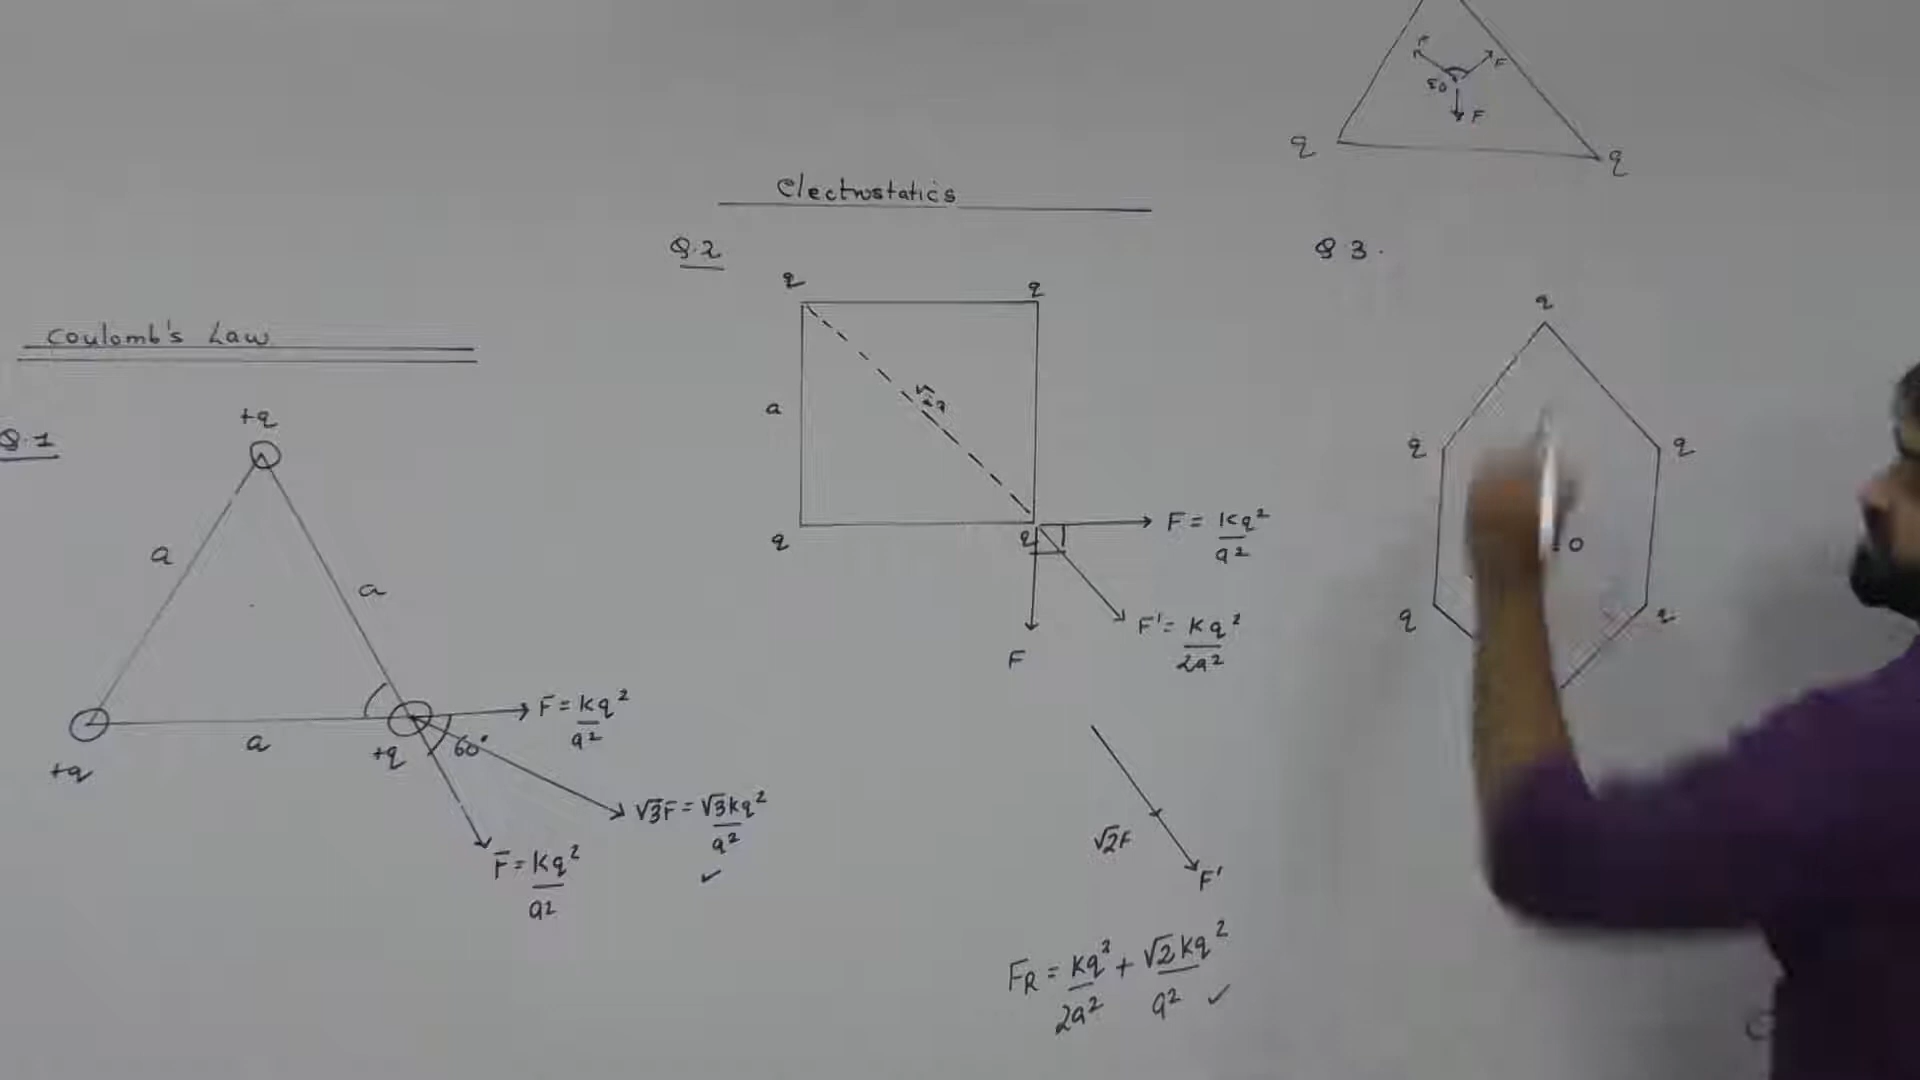 Coulomb's Law
Q.1
+q
a
a
a
+q
+q
60°
F = kq²/a²
√3F = √3kq²/a²
✓
F = kq²/a²
Electrostatics
Q.2
q
q
a
√2a
q
q
F = kq²/a²
F' = kq²/2a²
F
√2F
F'
F_R = kq²/2a² + √2kq²/a² ✓
F
F
F
q
q
Q 3.
q
q
q
O
q
q